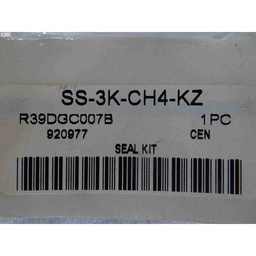 SS-3K-CH4-KZ
R39DGC007B 1 PC
920977 CEN
SEAL KIT